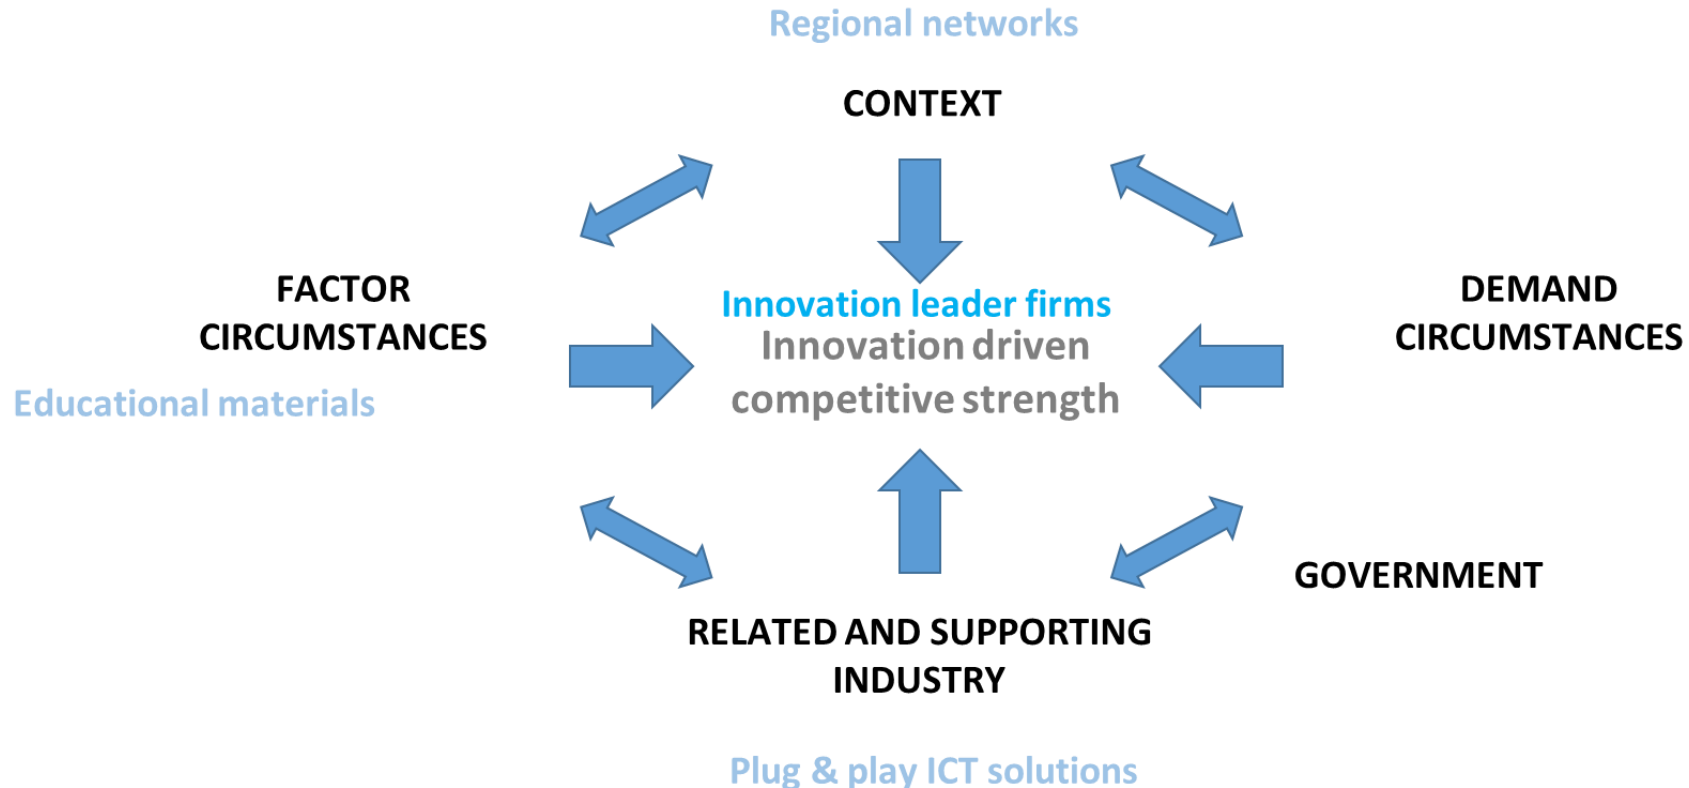 Regional networks
CONTEXT
FACTOR
CIRCUMSTANCES
Educational materials
Innovation leader firms
Innovation driven
competitive strength
DEMAND
CIRCUMSTANCES
GOVERNMENT
RELATED AND SUPPORTING
INDUSTRY
Plug & play ICT solutions